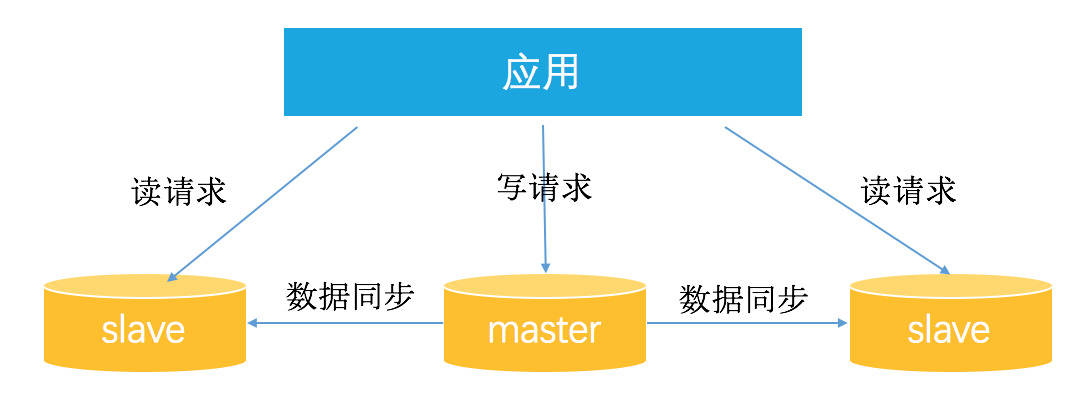 应用
读请求
写请求
读请求
数据同步
数据同步
slave
master
slave